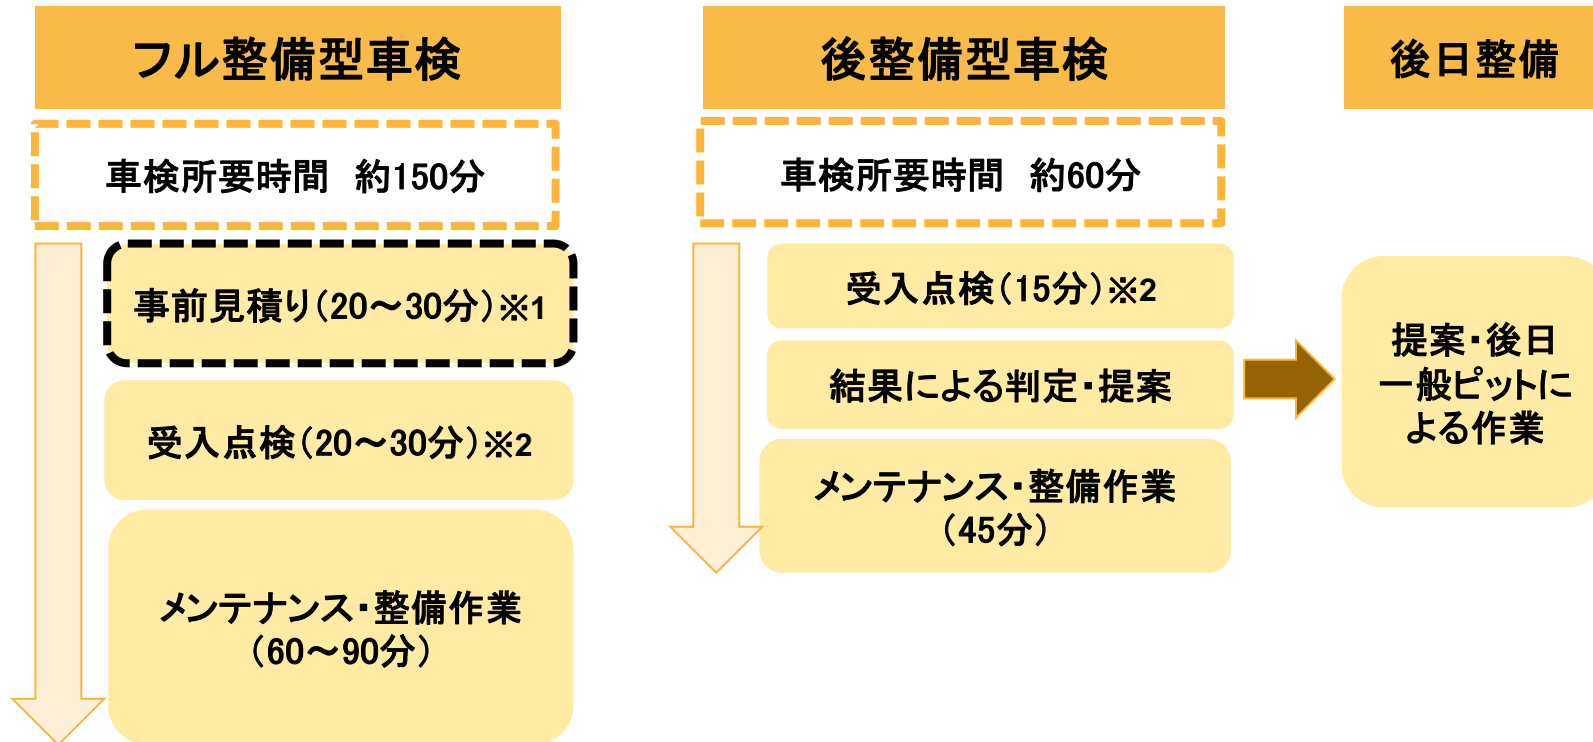 フル整備型車検
車検所要時間　約150分
事前見積り（20～30分）※1
受入点検（20～30分）※2
メンテナンス・整備作業
（60～90分）
後整備型車検
車検所要時間　約60分
受入点検（15分）※2
結果による判定・提案
メンテナンス・整備作業
（45分）
後日整備
提案・後日
一般ピットに
よる作業